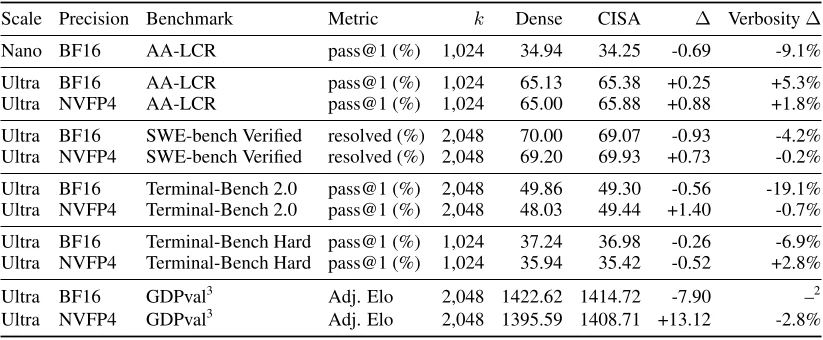 Scale Precision Benchmark Metric k Dense CISA Δ Verbosity Δ
Nano BF16 AA-LCR pass@1 (%) 1,024 34.94 34.25 -0.69 -9.1%
Ultra BF16 AA-LCR pass@1 (%) 1,024 65.13 65.38 +0.25 +5.3%
Ultra NVFP4 AA-LCR pass@1 (%) 1,024 65.00 65.88 +0.88 +1.8%
Ultra BF16 SWE-bench Verified resolved (%) 2,048 70.00 69.07 -0.93 -4.2%
Ultra NVFP4 SWE-bench Verified resolved (%) 2,048 69.20 69.93 +0.73 -0.2%
Ultra BF16 Terminal-Bench 2.0 pass@1 (%) 2,048 49.86 49.30 -0.56 -19.1%
Ultra NVFP4 Terminal-Bench 2.0 pass@1 (%) 2,048 48.03 49.44 +1.40 -0.7%
Ultra BF16 Terminal-Bench Hard pass@1 (%) 1,024 37.24 36.98 -0.26 -6.9%
Ultra NVFP4 Terminal-Bench Hard pass@1 (%) 1,024 35.94 35.42 -0.52 +2.8%
Ultra BF16 GDPval³ Adj. Elo 2,048 1422.62 1414.72 -7.90 –²
Ultra NVFP4 GDPval³ Adj. Elo 2,048 1395.59 1408.71 +13.12 -2.8%